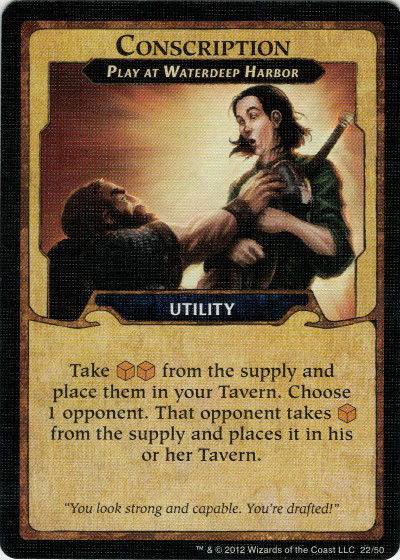 CONSCRIPTION
PLAY AT WATERDEEP HARBOR
UTILITY
Take from the supply and
place them in your Tavern. Choose
1 opponent. That opponent takes
from the supply and places it in his
or her Tavern.
"You look strong and capable. You're drafted!"
™ & © 2012 Wizards of the Coast LLC 22/50